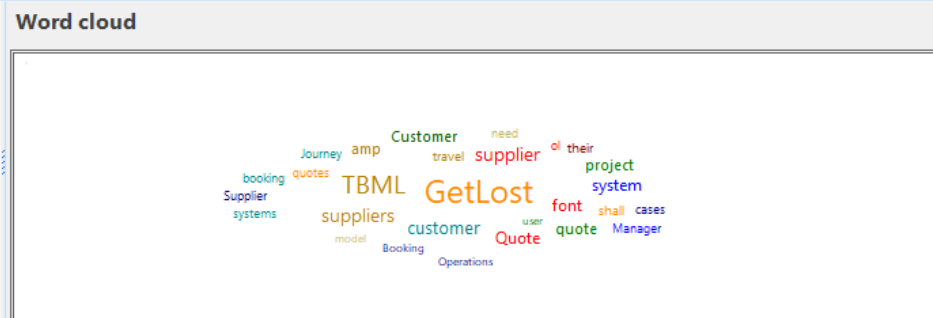 Word cloud
Customer need
Journey amp travel supplier ol their
booking quotes TBML GetLost project
Supplier system
systems suppliers font shall cases
customer user quote Manager
model Booking Quote
Operations